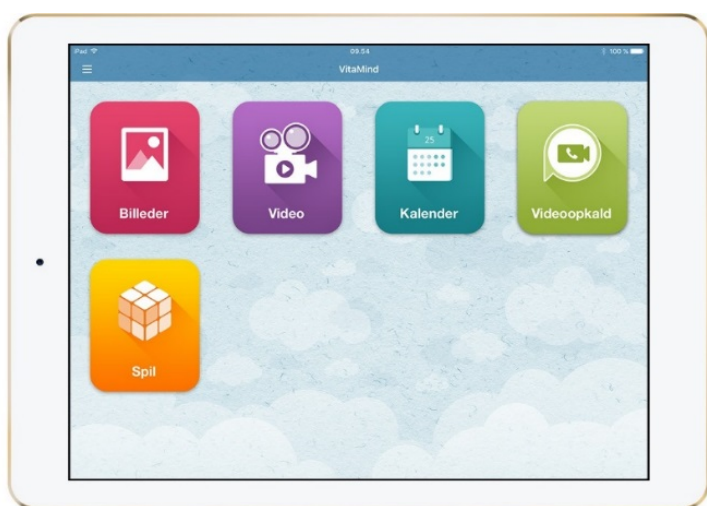 iPad 09.54 100 %
VitaMind
25
Billeder Video Kalender Videoopkald
Spil